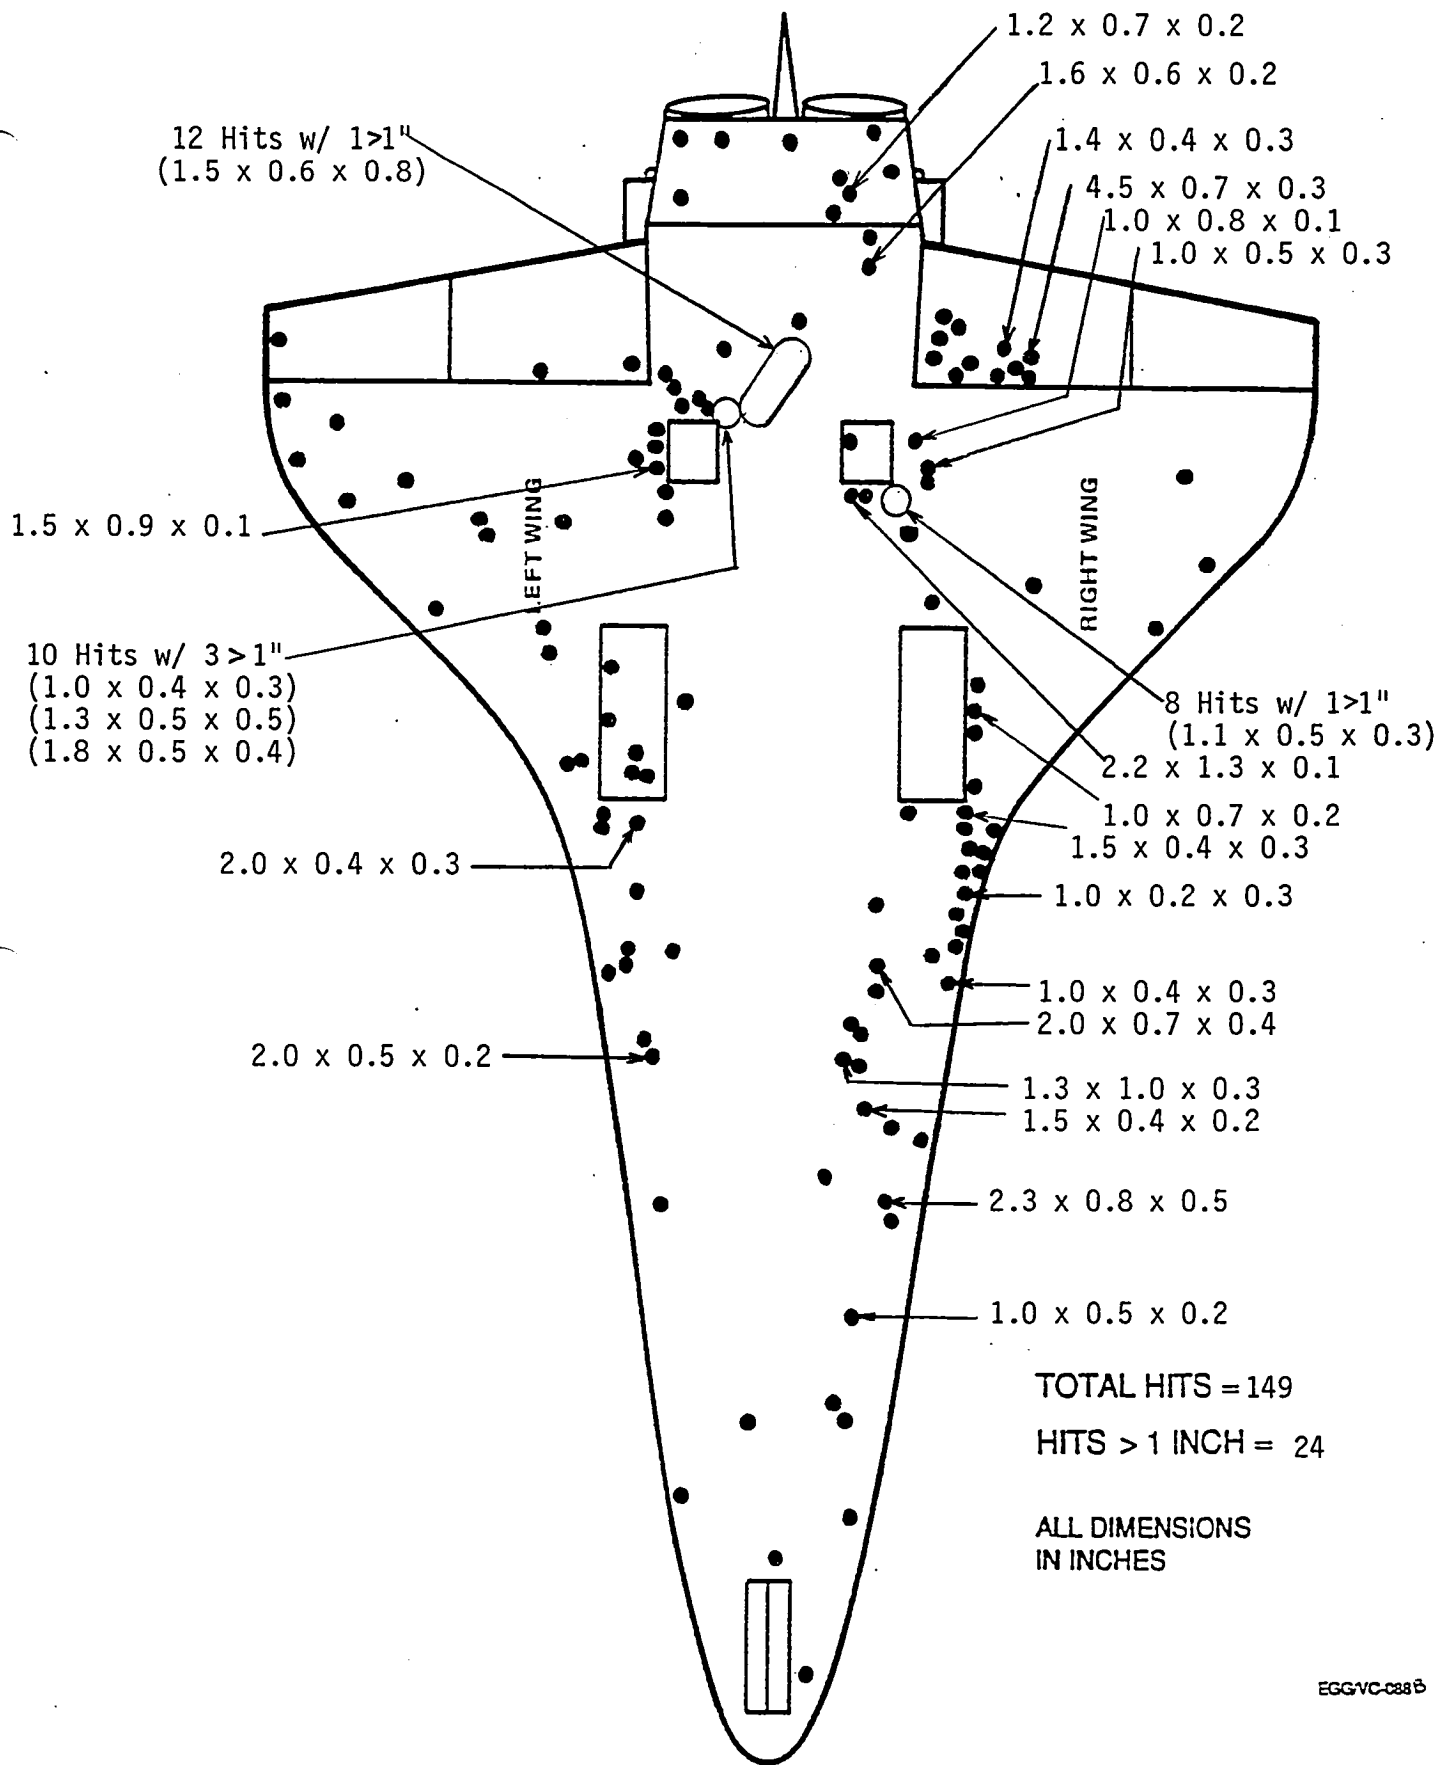 1.2 x 0.7 x 0.2
1.6 x 0.6 x 0.2
12 Hits w/ 1>1"
(1.5 x 0.6 x 0.8)
1.4 x 0.4 x 0.3
4.5 x 0.7 x 0.3
1.0 x 0.8 x 0.1
1.0 x 0.5 x 0.3
1.5 x 0.9 x 0.1
LEFT WING
RIGHT WING
10 Hits w/ 3>1"
(1.0 x 0.4 x 0.3)
(1.3 x 0.5 x 0.5)
(1.8 x 0.5 x 0.4)
8 Hits w/ 1>1"
(1.1 x 0.5 x 0.3)
2.2 x 1.3 x 0.1
1.0 x 0.7 x 0.2
1.5 x 0.4 x 0.3
2.0 x 0.4 x 0.3
1.0 x 0.2 x 0.3
1.0 x 0.4 x 0.3
2.0 x 0.7 x 0.4
2.0 x 0.5 x 0.2
1.3 x 1.0 x 0.3
1.5 x 0.4 x 0.2
2.3 x 0.8 x 0.5
1.0 x 0.5 x 0.2
TOTAL HITS = 149
HITS > 1 INCH = 24
ALL DIMENSIONS
IN INCHES
EGG/VC-088B